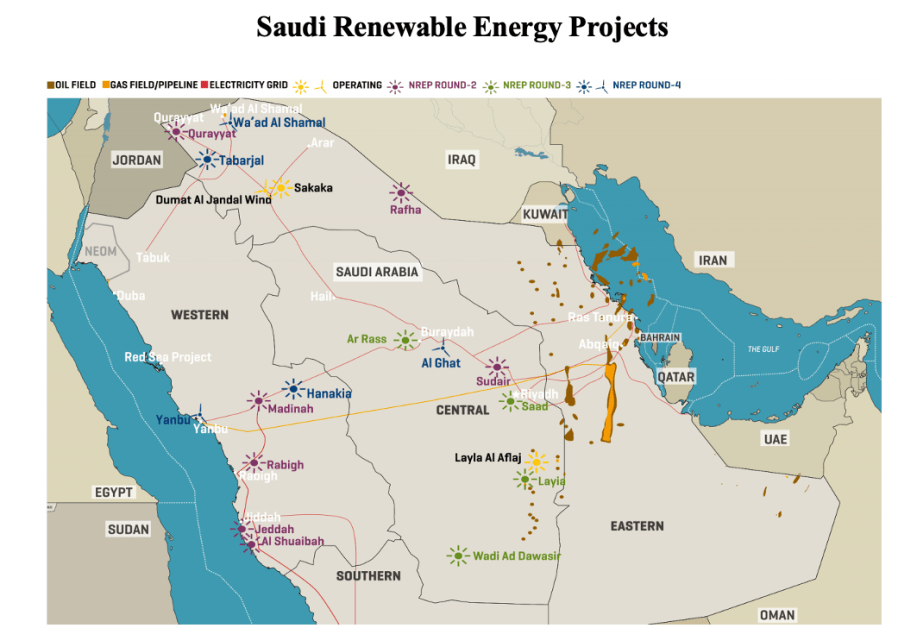 Saudi Renewable Energy Projects
OIL FIELD GAS FIELD/PIPELINE ELECTRICITY GRID OPERATING NREP ROUND-2 NREP ROUND-3 NREP ROUND-4
Wa'ad Al Shamal
Qurayyat
Wa'ad Al Shamal
Qurayyat
Arar
JORDAN
Tabarjal
IRAQ
Sakaka
Dumat Al Jandal Wind
Rafha
KUWAIT
NEOM
Tabuk
IRAN
SAUDI ARABIA
Duba
Hail
WESTERN
Ras Tanura
Buraydah
Ar Rass
BAHRAIN
Abqaiq
THE GULF
Red Sea Project
Al Ghat
QATAR
Sudair
Hanakia
Riyadh
Madinah
Saad
CENTRAL
Yanbu
Yanbu
UAE
Layla Al Aflaj
Rabigh
Rabigh
Layla
EGYPT
Jiddah
SUDAN
Jeddah
EASTERN
Al Shuaibah
Wadi Ad Dawasir
SOUTHERN
OMAN